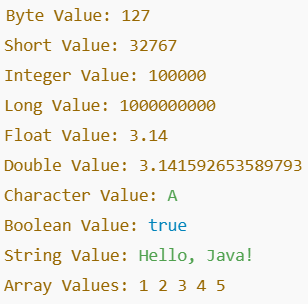 Byte Value: 127
Short Value: 32767
Integer Value: 100000
Long Value: 1000000000
Float Value: 3.14
Double Value: 3.141592653589793
Character Value: A
Boolean Value: true
String Value: Hello, Java!
Array Values: 1 2 3 4 5